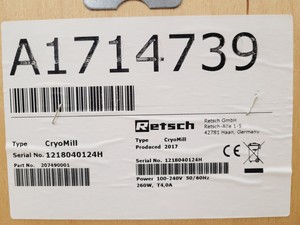 A1714739
Type CryoMill
Serial No. 1218040124H
Part No. 207490001
Retsch
Retsch GmbH
Retsch-Allee 1-5
42781 Haan, Germany
Type CryoMill
Produced 2017
Serial No. 1218040124H
Power 100-240V 50/60Hz
260W, T4,0A
CE